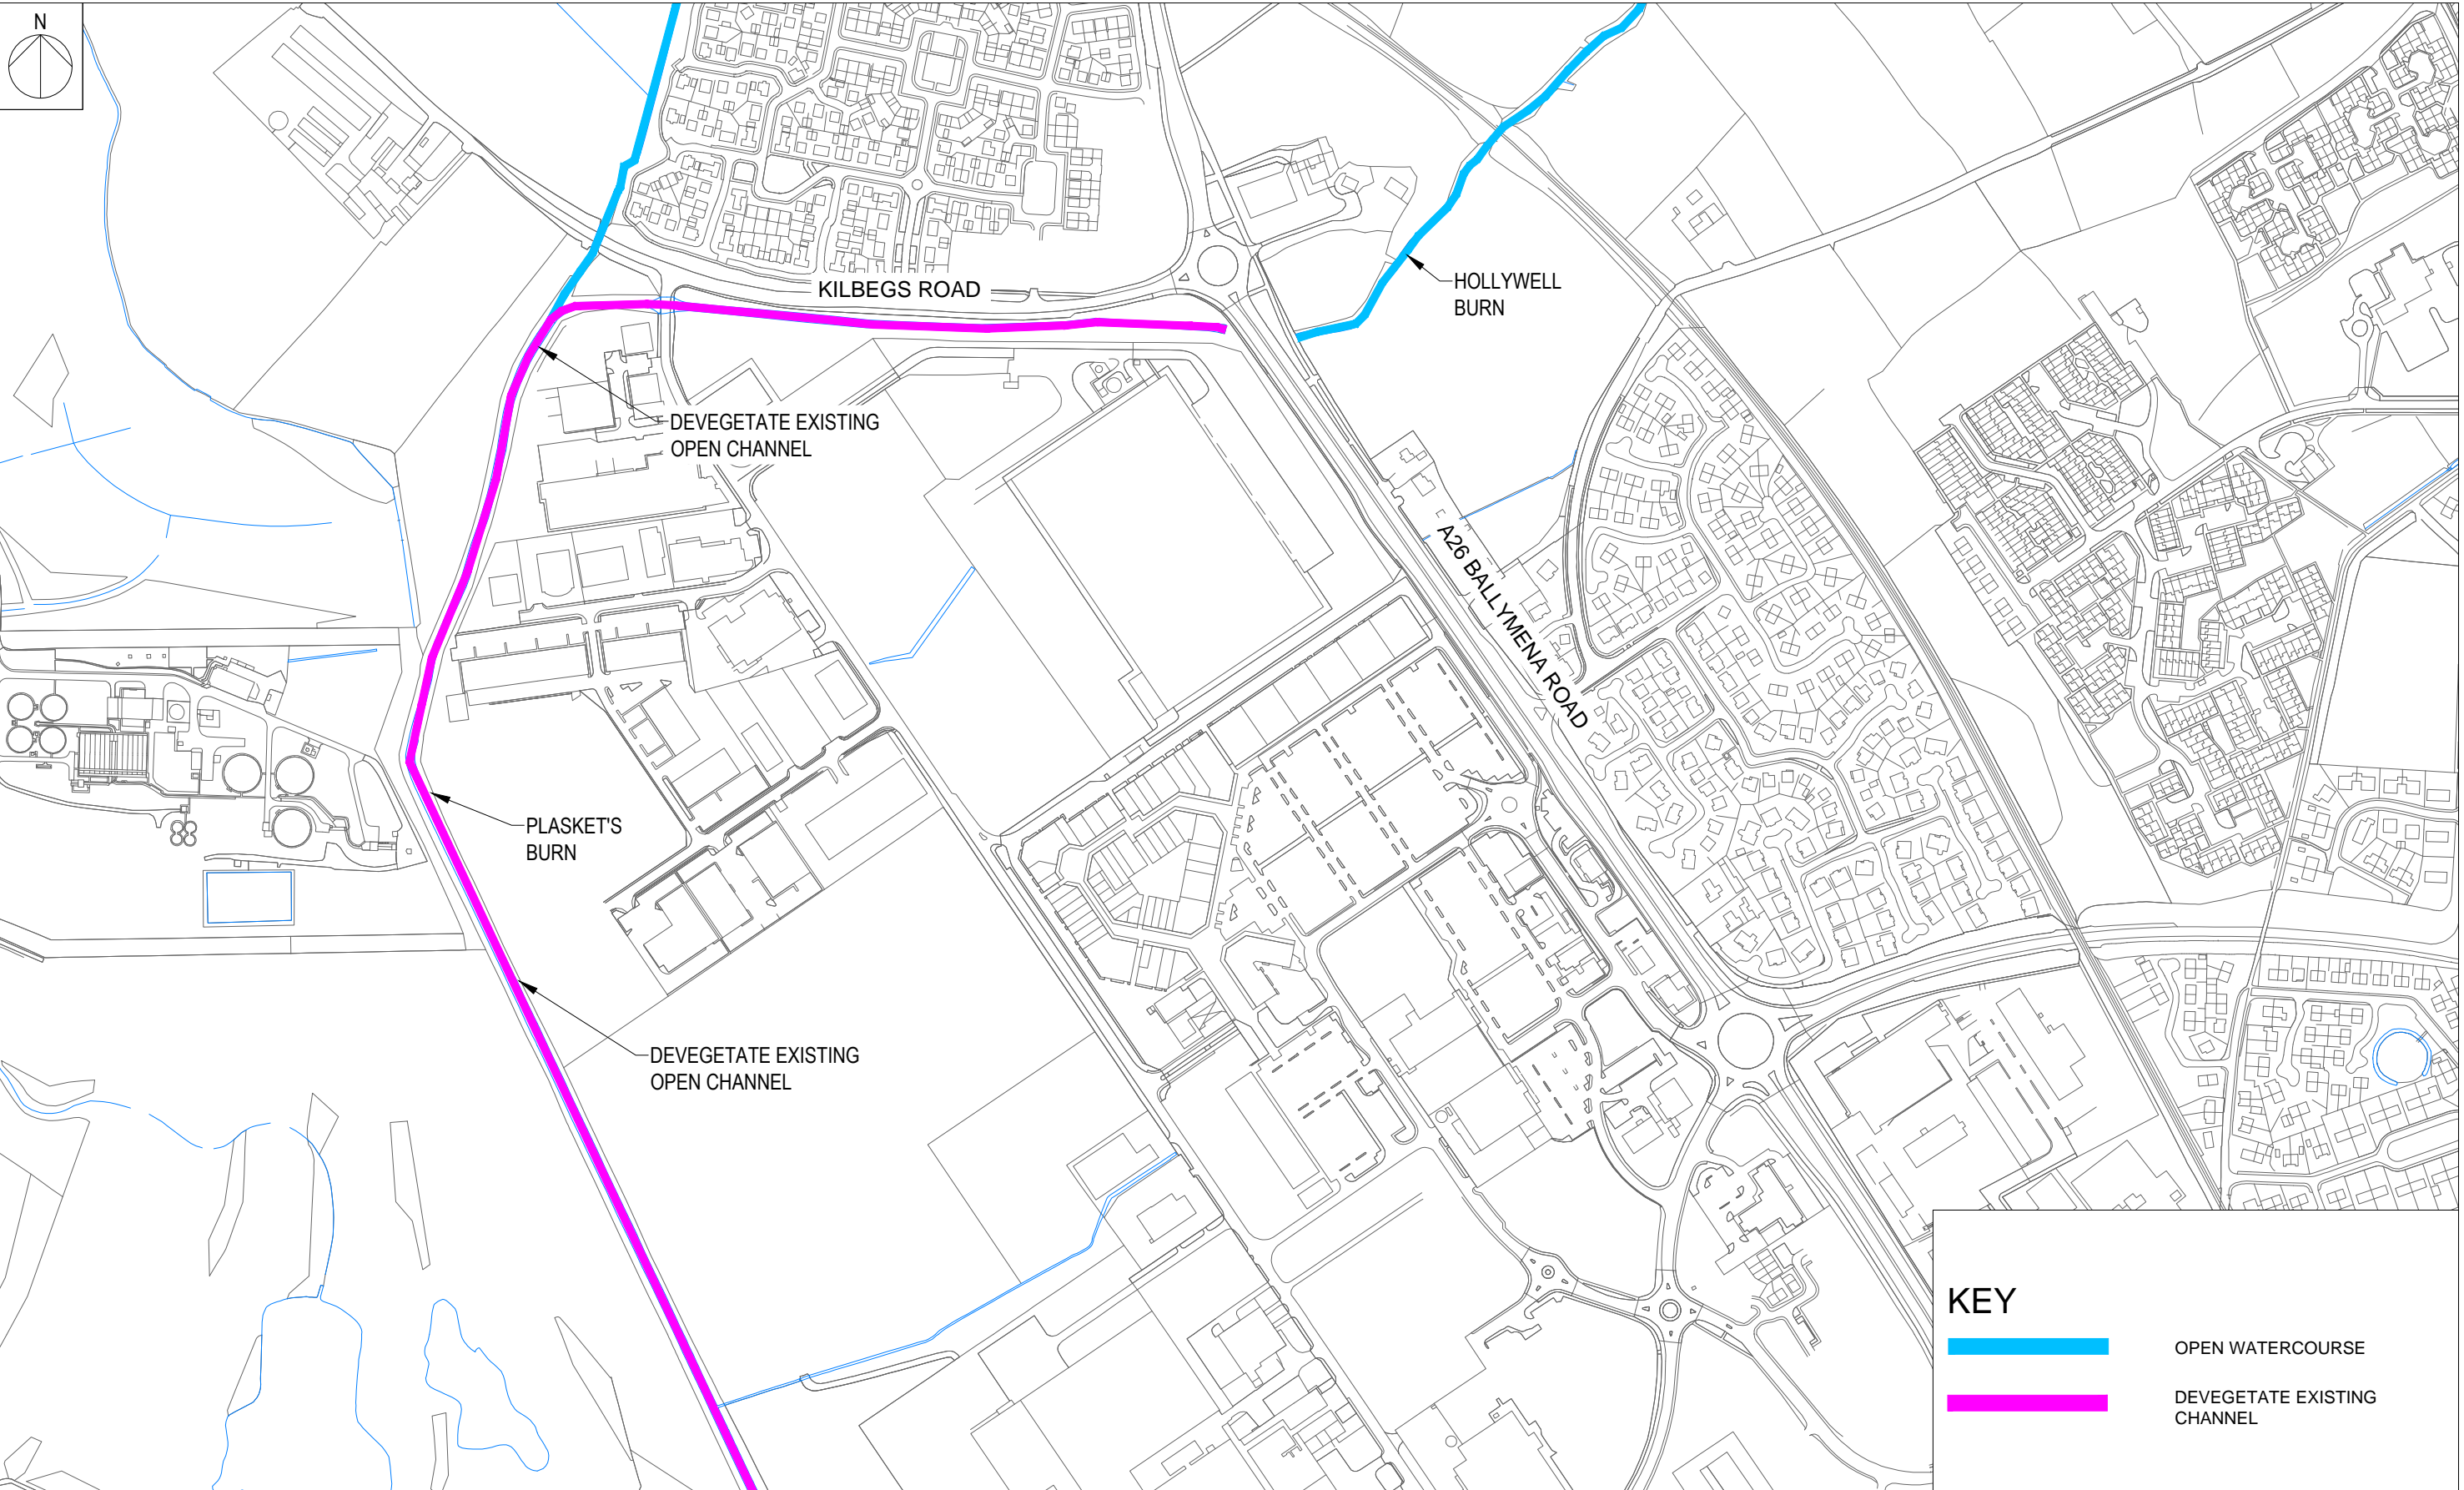 N
KILBEGS ROAD
HOLLYWELL
BURN
DEVEGETATE EXISTING
OPEN CHANNEL
A26 BALLYMENA ROAD
PLASKET'S
BURN
DEVEGETATE EXISTING
OPEN CHANNEL
KEY
OPEN WATERCOURSE
DEVEGETATE EXISTING
CHANNEL